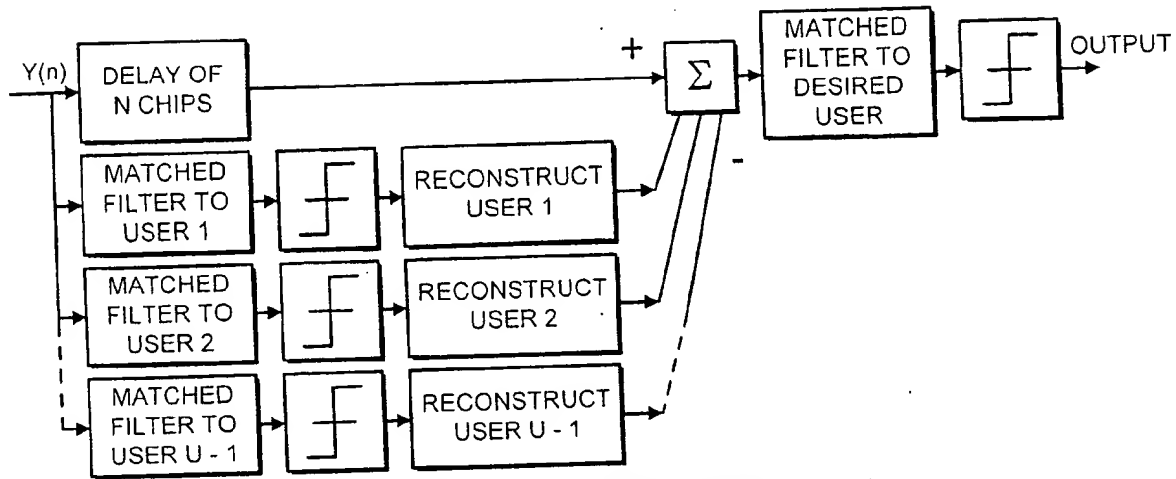 Y(n)
DELAY OF
N CHIPS
+
Σ
MATCHED
FILTER TO
DESIRED
USER
OUTPUT
-
MATCHED
FILTER TO
USER 1
RECONSTRUCT
USER 1
MATCHED
FILTER TO
USER 2
RECONSTRUCT
USER 2
MATCHED
FILTER TO
USER U - 1
RECONSTRUCT
USER U - 1